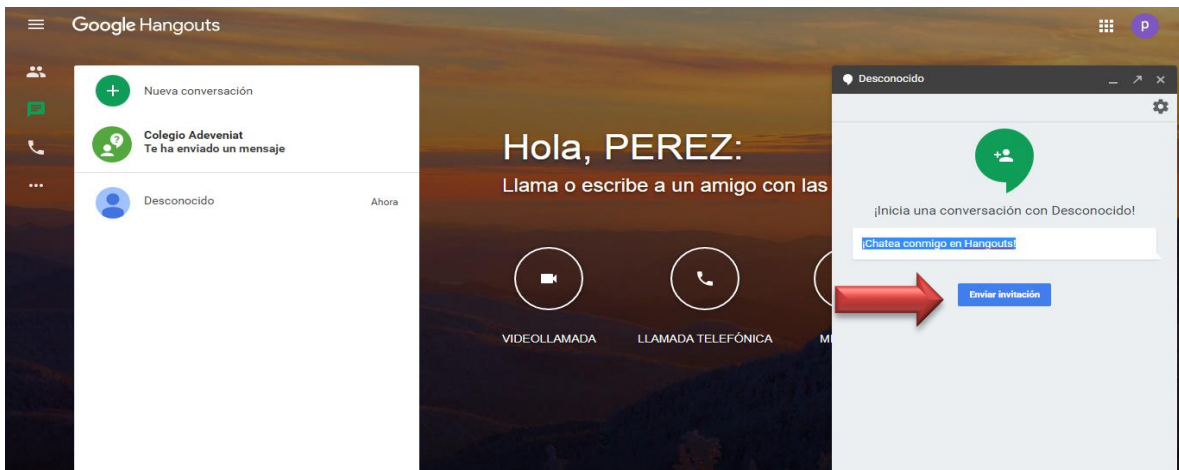 Google Hangouts
P
Nueva conversación
Colegio Adeveniat
Te ha enviado un mensaje
Desconocido
Ahora
Hola, PEREZ:
Llama o escribe a un amigo con las
VIDEOLLAMADA
LLAMADA TELEFÓNICA
Desconocido
¡Inicia una conversación con Desconocido!
¡Chatea conmigo en Hangouts!
Enviar invitación